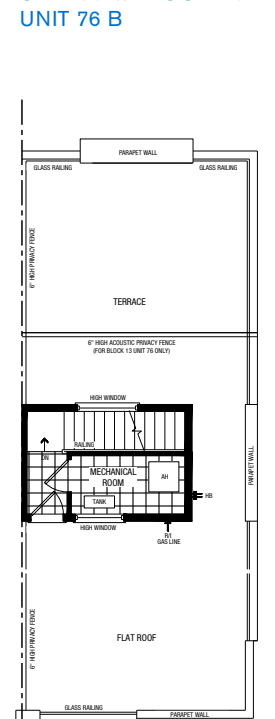 UNIT 76 B
PARAPET WALL
GLASS RAILING
GLASS RAILING
6" HIGH PRIVACY FENCE
TERRACE
6" HIGH ACOUSTIC PRIVACY FENCE
(FOR BLOCK 13 UNIT 76 ONLY)
HIGH WINDOW
RAILING
DN
MECHANICAL
ROOM
AH
TANK
HB
PARAPET WALL
HIGH WINDOW
R/I
GAS LINE
6" HIGH PRIVACY FENCE
FLAT ROOF
GLASS RAILING
PARAPET WALL